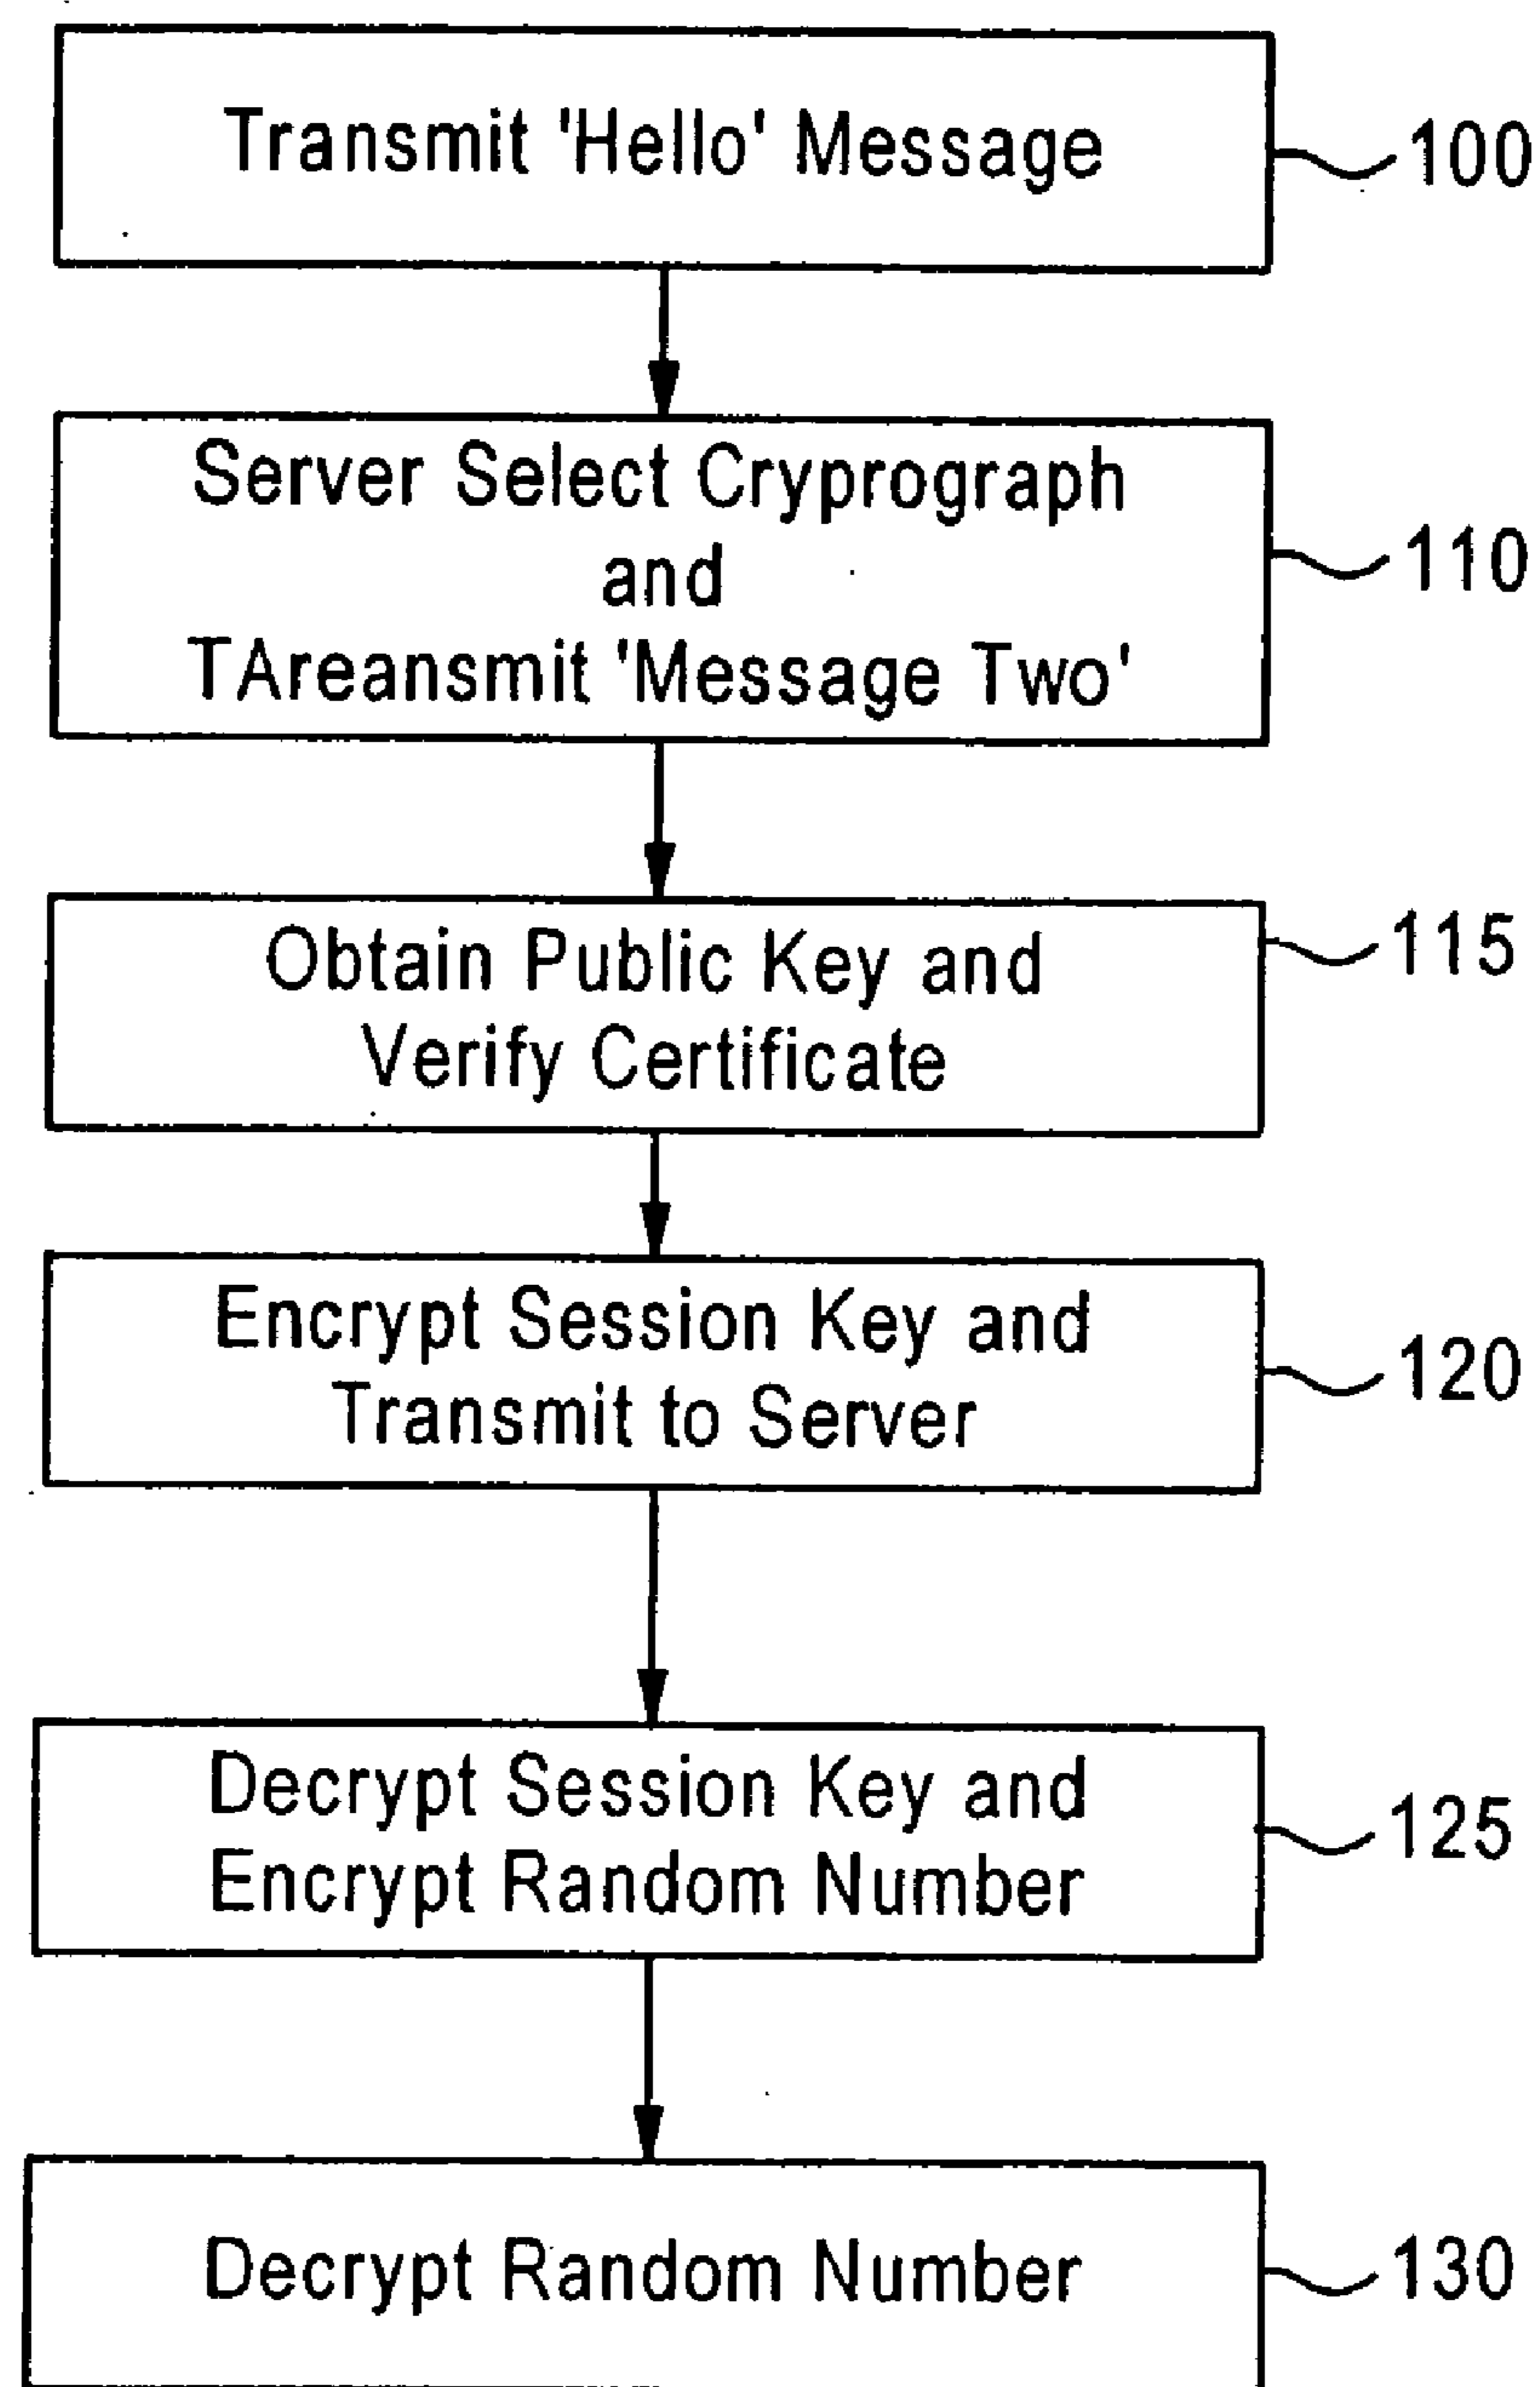 Transmit 'Hello' Message
100
Server Select Cryprograph
and
TAreansmit 'Message Two'
110
Obtain Public Key and
Verify Certificate
115
Encrypt Session Key and
Transmit to Server
120
Decrypt Session Key and
Encrypt Random Number
125
Decrypt Random Number
130